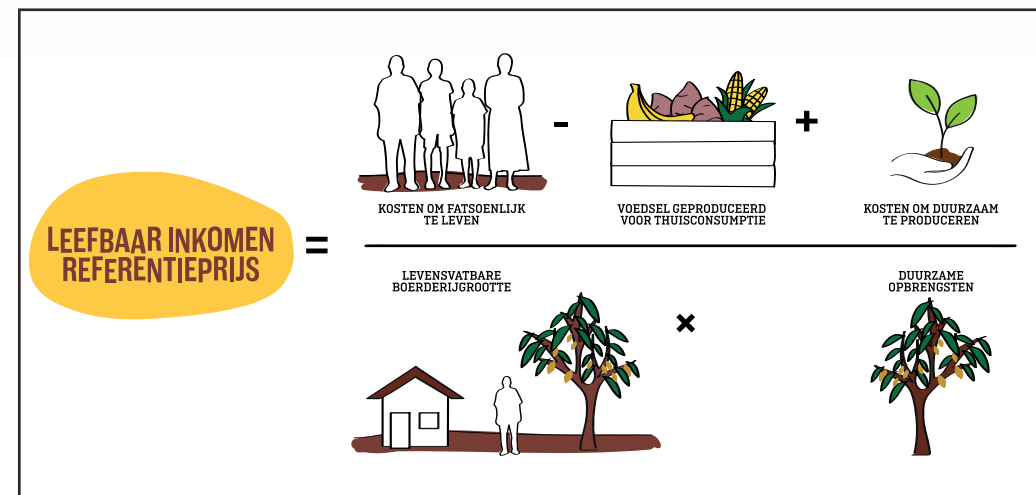 LEEFBAAR INKOMEN
REFERENTIEPRIJS
=
KOSTEN OM FATSOENLIJK
TE LEVEN
-
VOEDSEL GEPRODUCEERD
VOOR THUISCONSUMPTIE
+
KOSTEN OM DUURZAAM
TE PRODUCEREN
LEVENSVATBARE
BOERDERIJGROOTTE
×
DUURZAME
OPBRENGSTEN